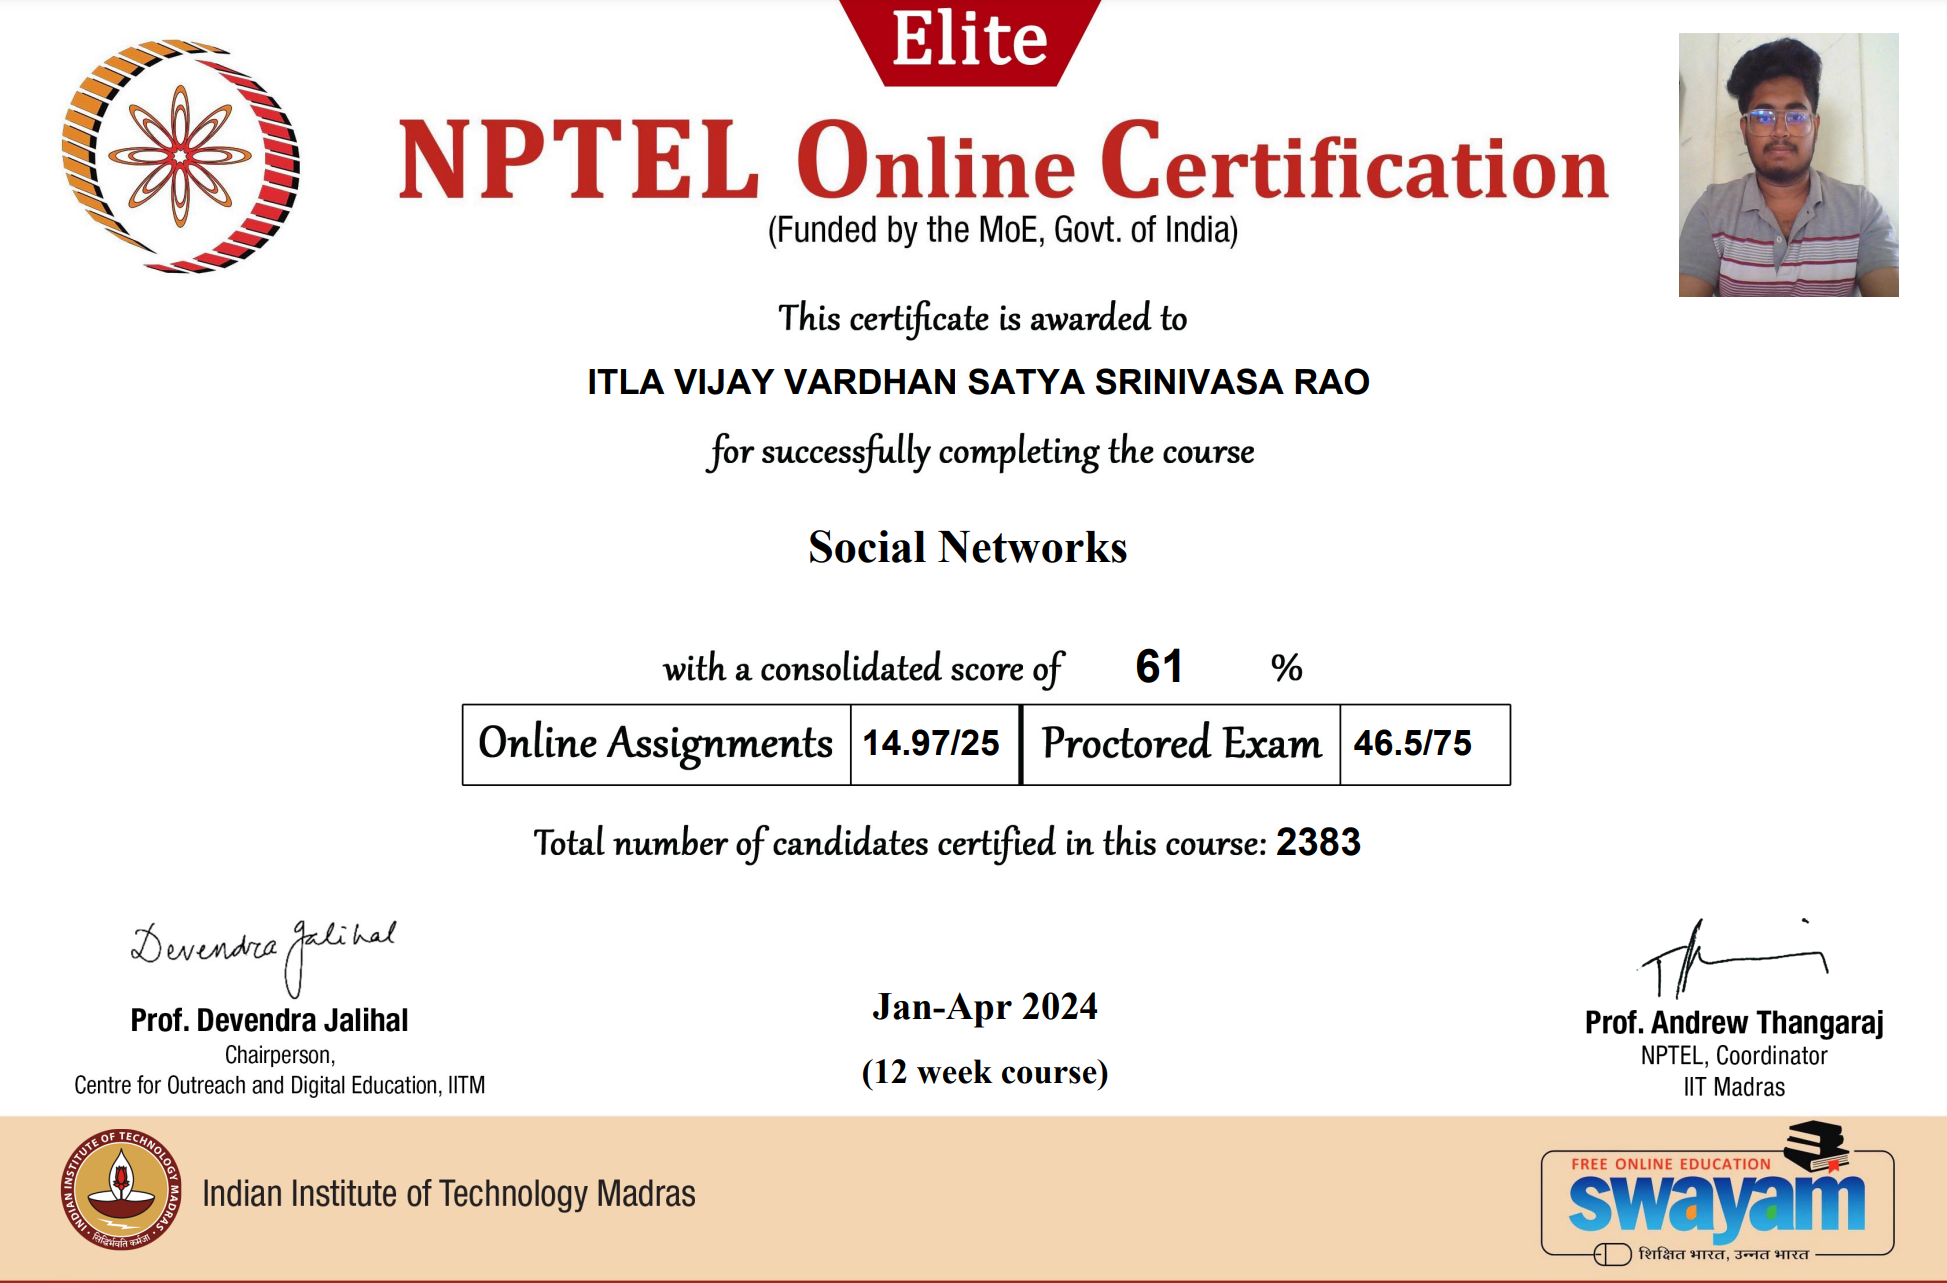 Elite
NPTEL Online Certification
(Funded by the MoE, Govt. of India)
This certificate is awarded to
ITLA VIJAY VARDHAN SATYA SRINIVASA RAO
for successfully completing the course
Social Networks
with a consolidated score of 61 %
Online Assignments 14.97/25 Proctored Exam 46.5/75
Total number of candidates certified in this course: 2383
Devendra Jalihal
Prof. Devendra Jalihal
Chairperson,
Centre for Outreach and Digital Education, IITM
Jan-Apr 2024
(12 week course)
Prof. Andrew Thangaraj
NPTEL, Coordinator
IIT Madras
INDIAN INSTITUTE OF TECHNOLOGY MADRAS
सिद्धिर्भवति कर्मजा
Indian Institute of Technology Madras
FREE ONLINE EDUCATION
swayam
शिक्षित भारत, उन्नत भारत